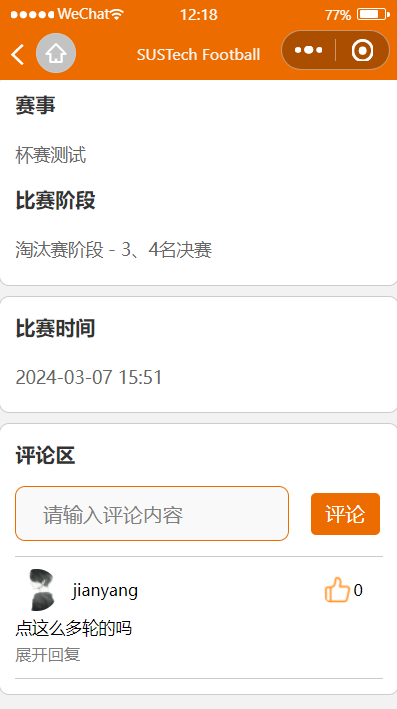 WeChat 12:18 77%
SUSTech Football
赛事
杯赛测试
比赛阶段
淘汰赛阶段 - 3、4名决赛
比赛时间
2024-03-07 15:51
评论区
请输入评论内容 评论
jianyang 0
点这么多轮的吗
展开回复